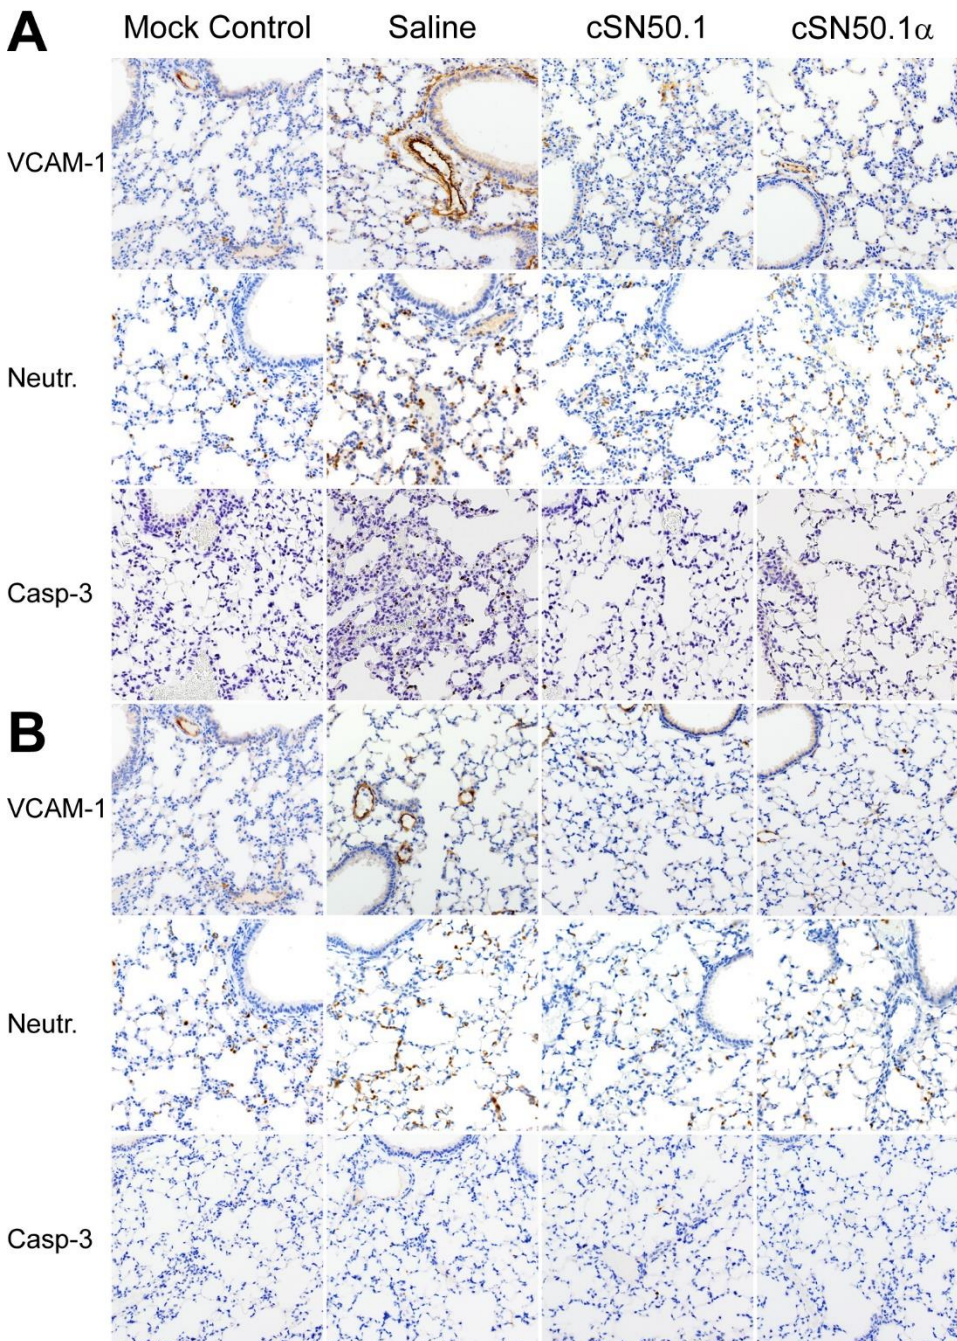 A
Mock Control Saline cSN50.1 cSN50.1α
VCAM-1
Neutr.
Casp-3
B
VCAM-1
Neutr.
Casp-3